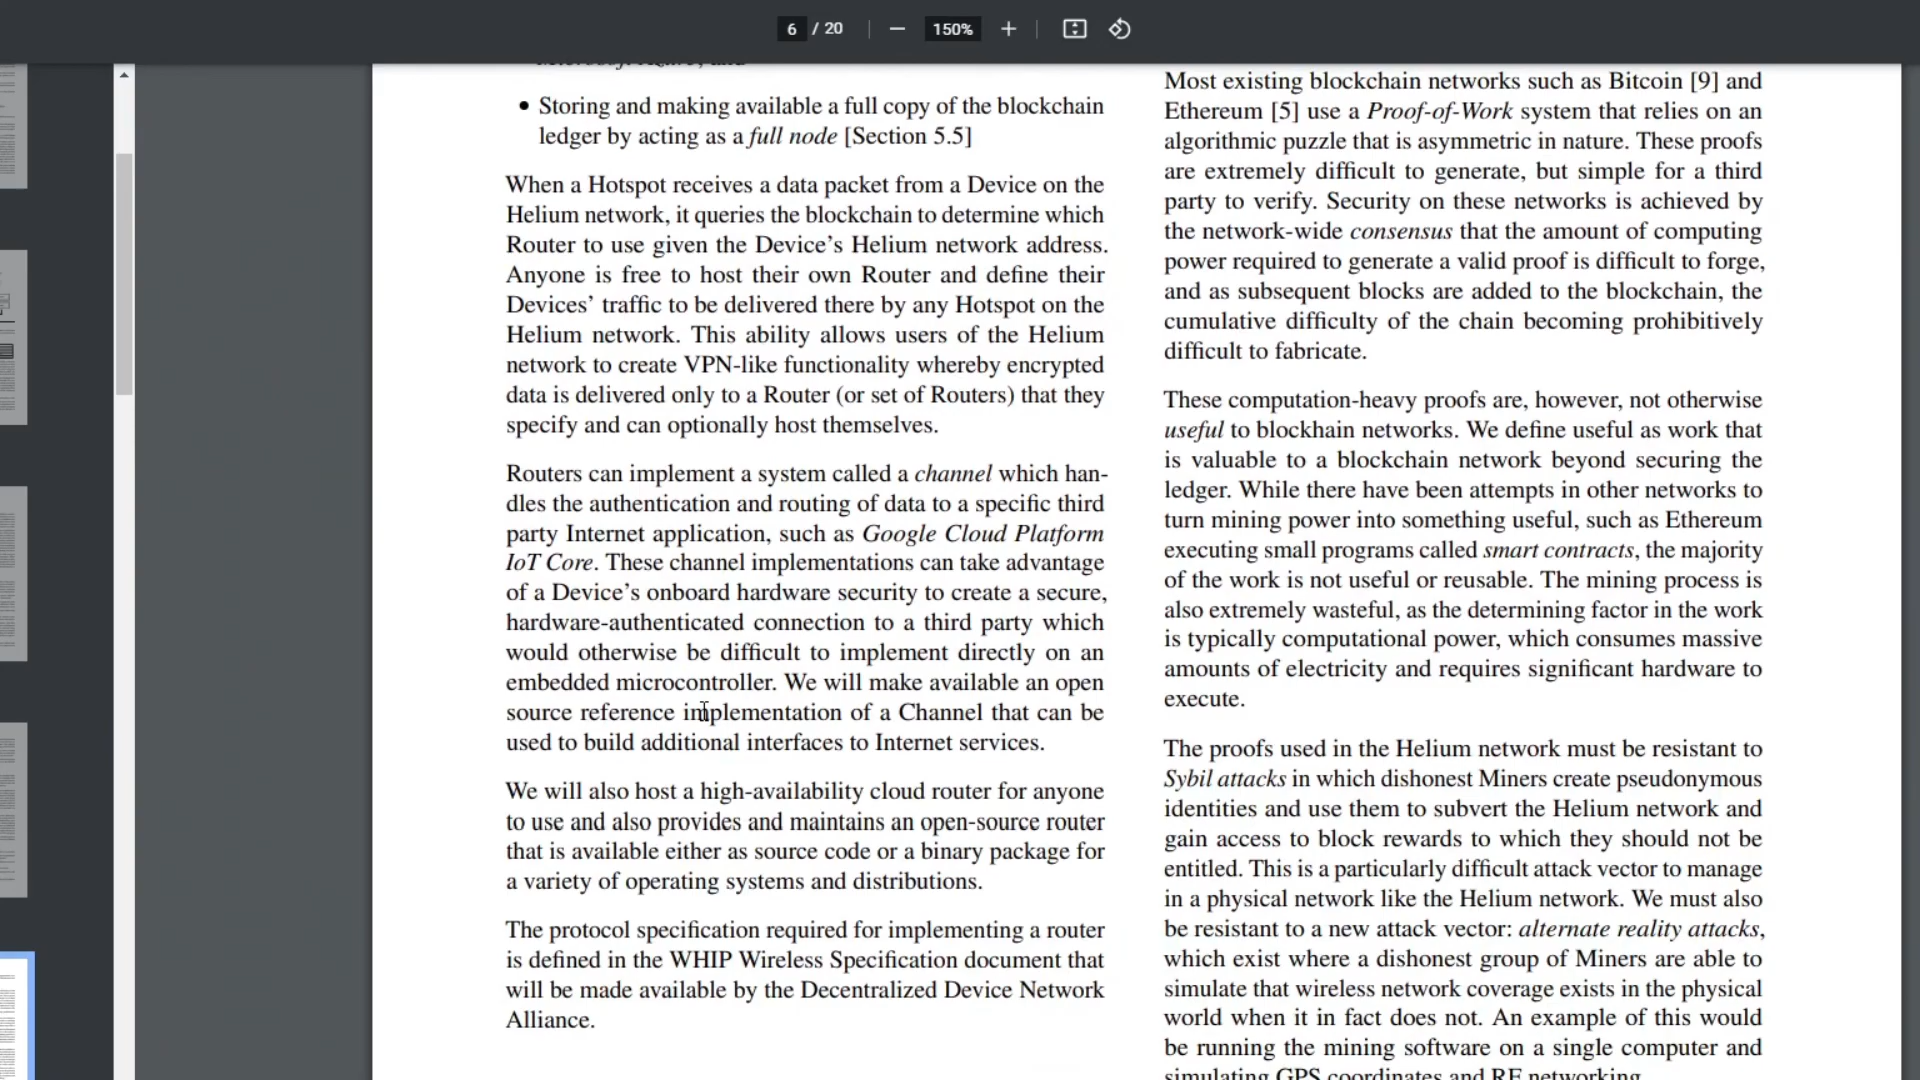 6 / 20
150%
• Storing and making available a full copy of the blockchain
ledger by acting as a full node [Section 5.5]
When a Hotspot receives a data packet from a Device on the
Helium network, it queries the blockchain to determine which
Router to use given the Device’s Helium network address.
Anyone is free to host their own Router and define their
Devices’ traffic to be delivered there by any Hotspot on the
Helium network. This ability allows users of the Helium
network to create VPN-like functionality whereby encrypted
data is delivered only to a Router (or set of Routers) that they
specify and can optionally host themselves.
Routers can implement a system called a channel which han-
dles the authentication and routing of data to a specific third
party Internet application, such as Google Cloud Platform
IoT Core. These channel implementations can take advantage
of a Device’s onboard hardware security to create a secure,
hardware-authenticated connection to a third party which
would otherwise be difficult to implement directly on an
embedded microcontroller. We will make available an open
source reference implementation of a Channel that can be
used to build additional interfaces to Internet services.
We will also host a high-availability cloud router for anyone
to use and also provides and maintains an open-source router
that is available either as source code or a binary package for
a variety of operating systems and distributions.
The protocol specification required for implementing a router
is defined in the WHIP Wireless Specification document that
will be made available by the Decentralized Device Network
Alliance.
Most existing blockchain networks such as Bitcoin [9] and
Ethereum [5] use a Proof-of-Work system that relies on an
algorithmic puzzle that is asymmetric in nature. These proofs
are extremely difficult to generate, but simple for a third
party to verify. Security on these networks is achieved by
the network-wide consensus that the amount of computing
power required to generate a valid proof is difficult to forge,
and as subsequent blocks are added to the blockchain, the
cumulative difficulty of the chain becoming prohibitively
difficult to fabricate.
These computation-heavy proofs are, however, not otherwise
useful to blockhain networks. We define useful as work that
is valuable to a blockchain network beyond securing the
ledger. While there have been attempts in other networks to
turn mining power into something useful, such as Ethereum
executing small programs called smart contracts, the majority
of the work is not useful or reusable. The mining process is
also extremely wasteful, as the determining factor in the work
is typically computational power, which consumes massive
amounts of electricity and requires significant hardware to
execute.
The proofs used in the Helium network must be resistant to
Sybil attacks in which dishonest Miners create pseudonymous
identities and use them to subvert the Helium network and
gain access to block rewards to which they should not be
entitled. This is a particularly difficult attack vector to manage
in a physical network like the Helium network. We must also
be resistant to a new attack vector: alternate reality attacks,
which exist where a dishonest group of Miners are able to
simulate that wireless network coverage exists in the physical
world when it in fact does not. An example of this would
be running the mining software on a single computer and
simulating GPS coordinates and RF networking.